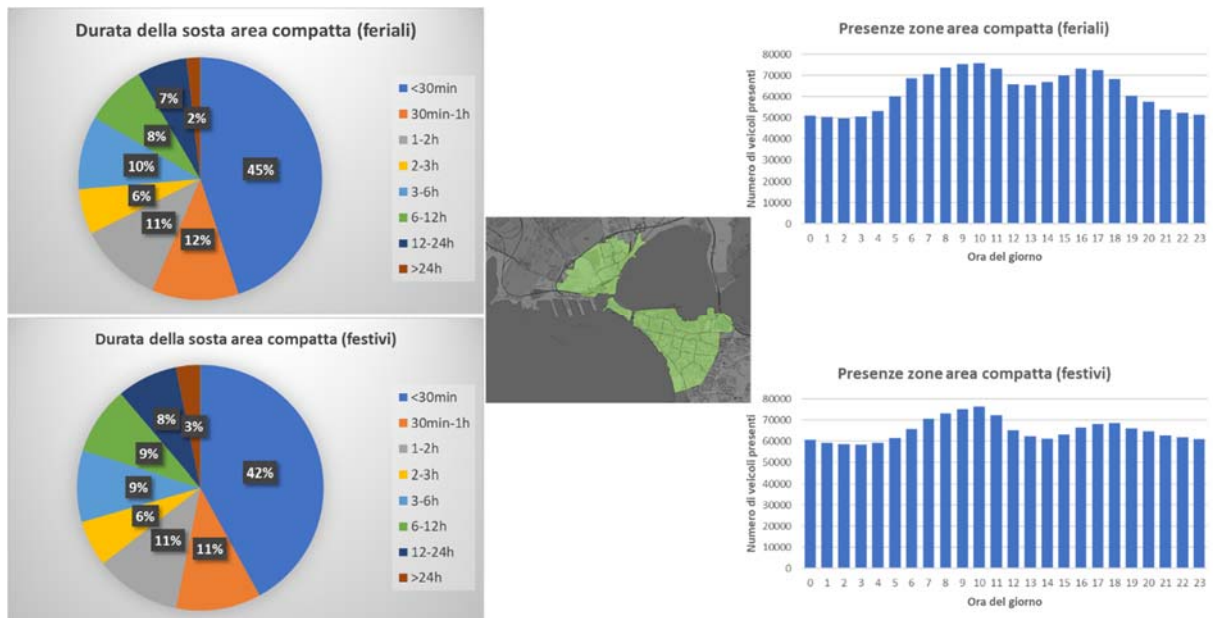 Durata della sosta area compatta (feriali)
45%
12%
11%
6%
10%
8%
7%
2%
<30min
30min-1h
1-2h
2-3h
3-6h
6-12h
12-24h
>24h
Durata della sosta area compatta (festivi)
42%
11%
11%
6%
9%
9%
8%
3%
<30min
30min-1h
1-2h
2-3h
3-6h
6-12h
12-24h
>24h
Presenze zone area compatta (feriali)
Numero di veicoli presenti
80000
70000
60000
50000
40000
30000
20000
10000
0
0 1 2 3 4 5 6 7 8 9 10 11 12 13 14 15 16 17 18 19 20 21 22 23
Ora del giorno
Presenze zone area compatta (festivi)
Numero di veicoli presenti
80000
70000
60000
50000
40000
30000
20000
10000
0
0 1 2 3 4 5 6 7 8 9 10 11 12 13 14 15 16 17 18 19 20 21 22 23
Ora del giorno